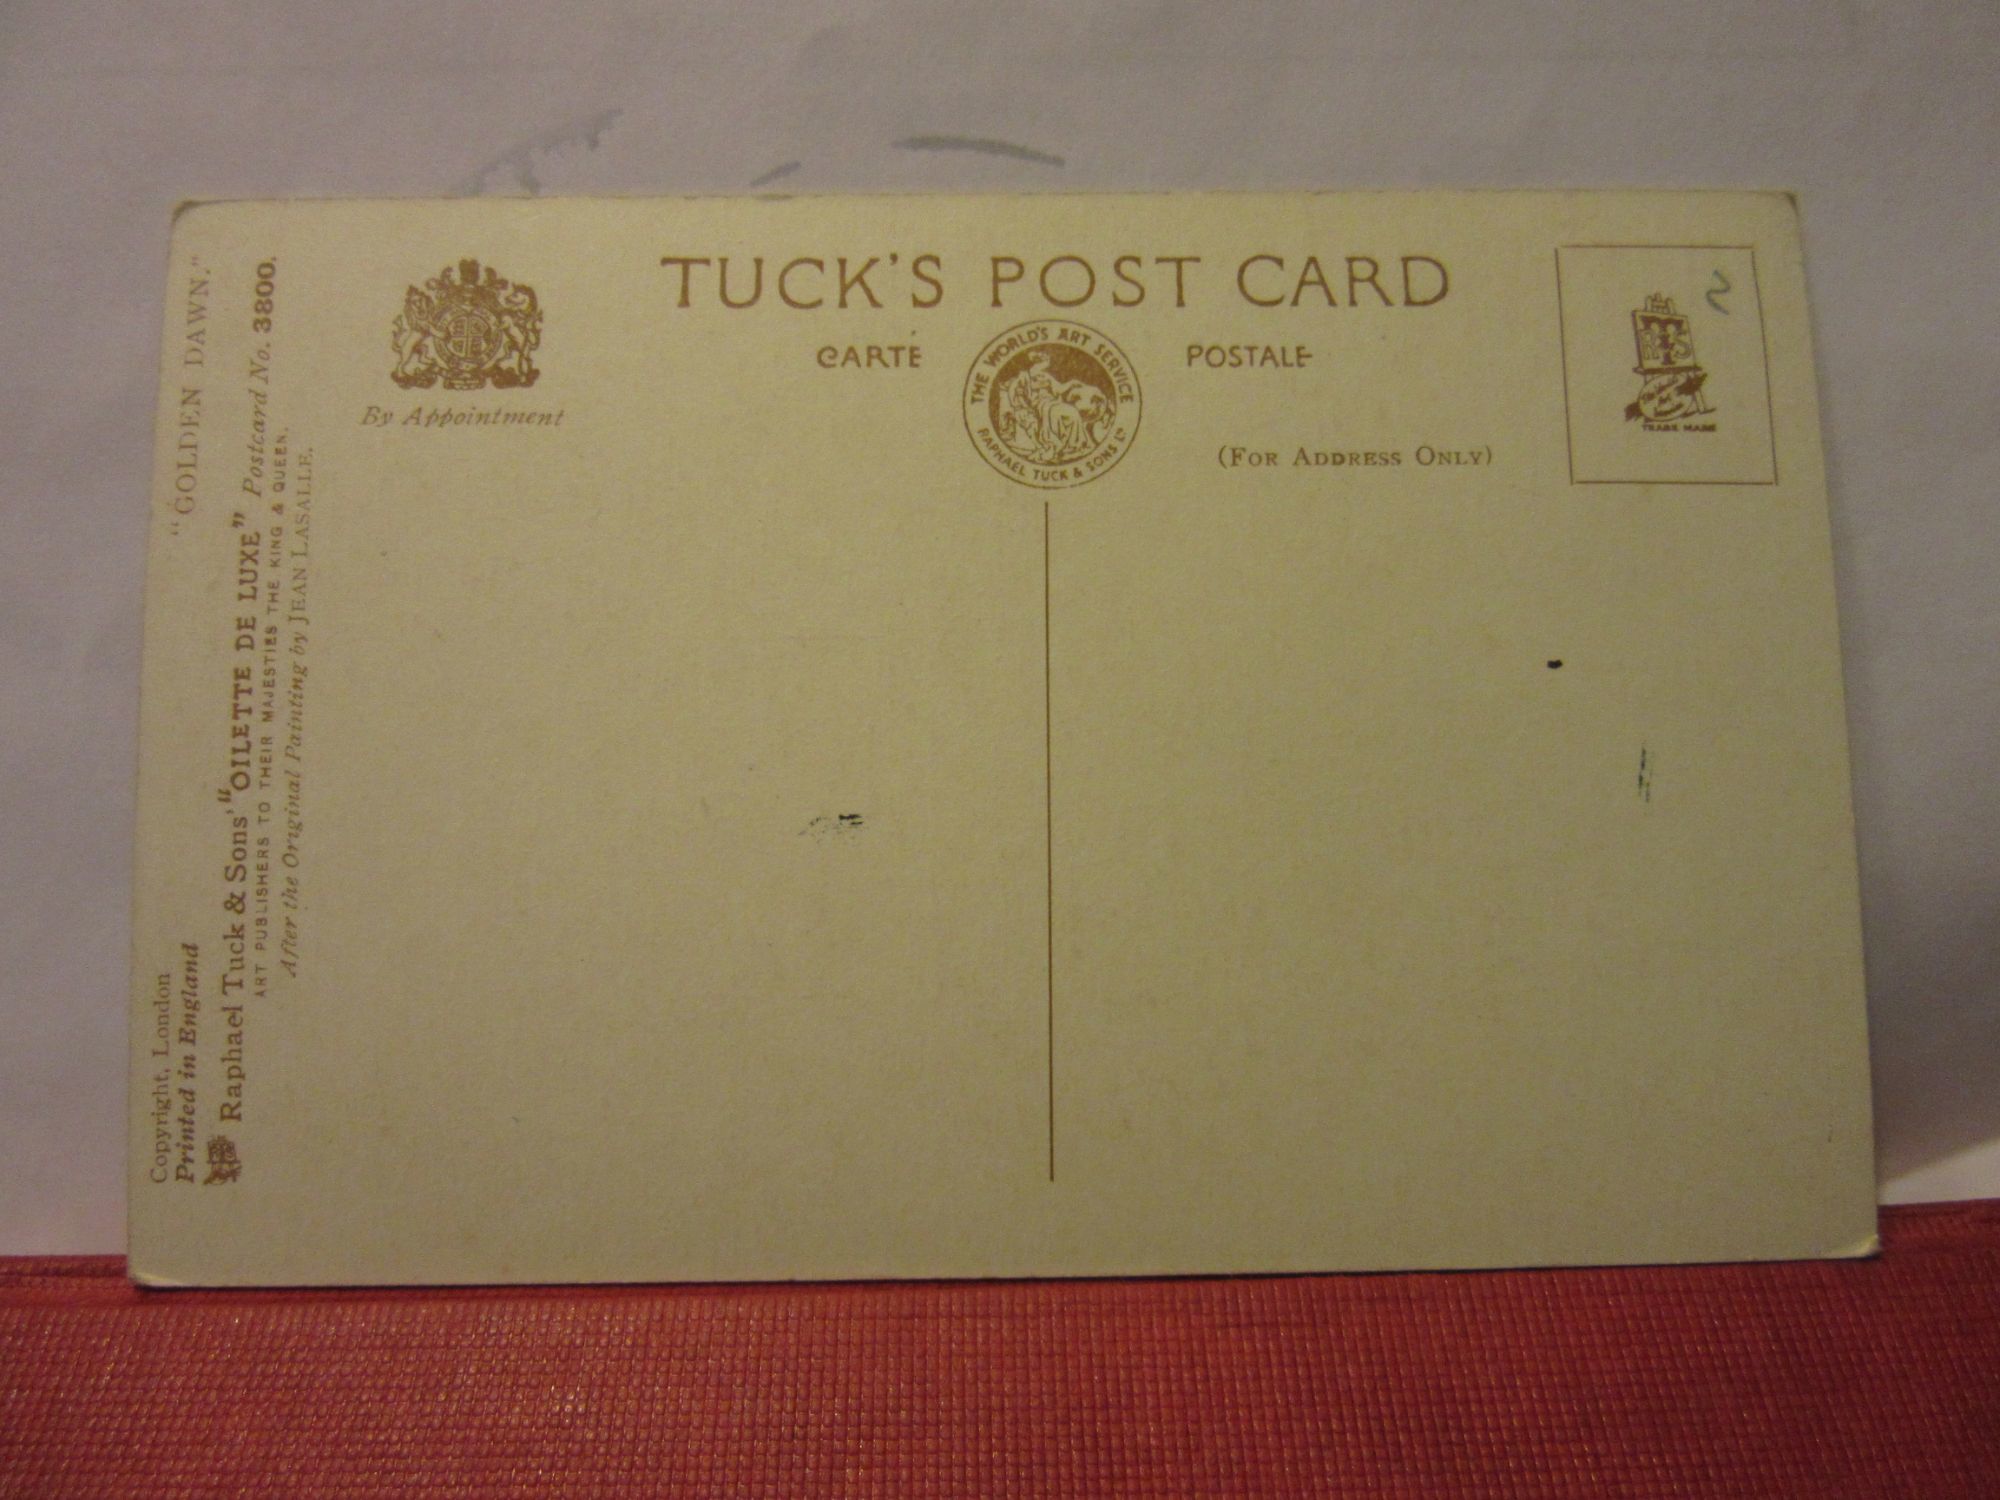 TUCK'S POST CARD
CARTE POSTALE
THE WORLD'S ART SERVICE
RAPHAEL TUCK & SONS LD
(FOR ADDRESS ONLY)
By Appointment
R T S
TRADE MARK
"GOLDEN DAWN."
Copyright, London
Printed in England
Raphael Tuck & Sons' "OILETTE DE LUXE" Postcard No. 3800.
ART PUBLISHERS TO THEIR MAJESTIES THE KING & QUEEN.
After the Original Painting by JEAN LASALLE.